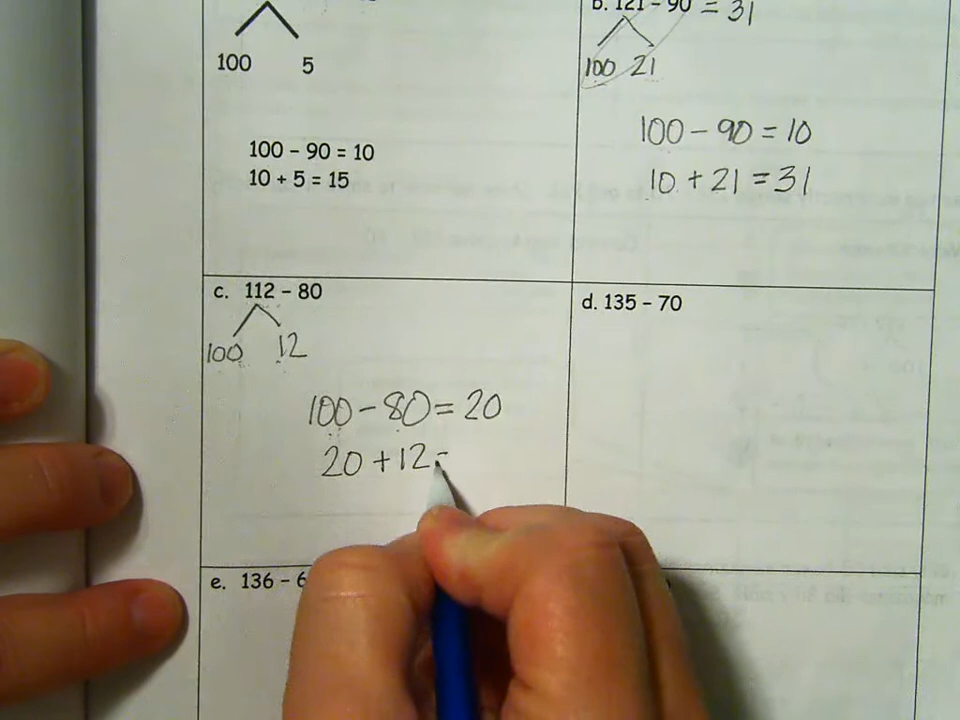 100 5
100 - 90 = 10
10 + 5 = 15
b. 121 - 90 = 31
100 21
100 - 90 = 10
10 + 21 = 31
c. 112 - 80
100 12
100 - 80 = 20
20 + 12 =
d. 135 - 70
e. 136 - 6